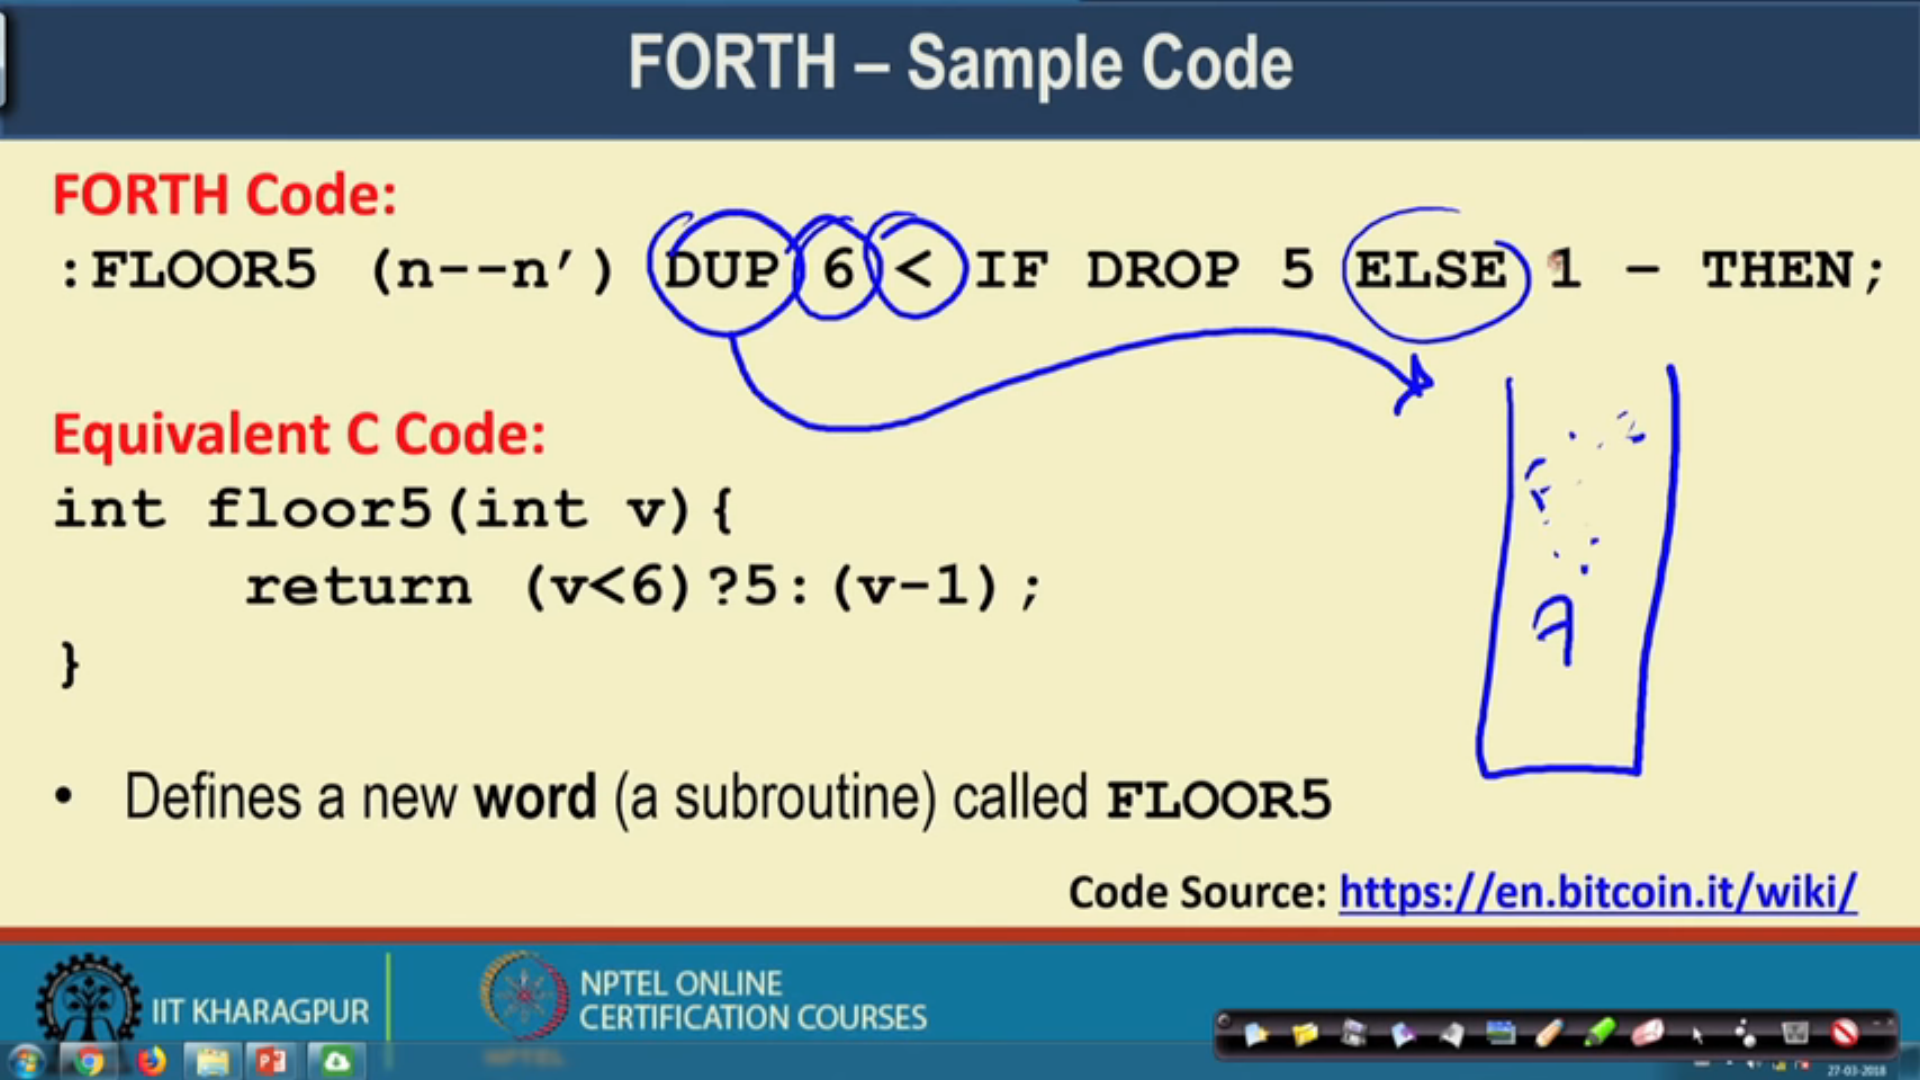 FORTH – Sample Code
FORTH Code:
:FLOOR5 (n--n’) DUP 6 < IF DROP 5 ELSE 1 - THEN;
Equivalent C Code:
int floor5(int v){
return (v<6)?5:(v-1);
}
• Defines a new word (a subroutine) called FLOOR5
Code Source: https://en.bitcoin.it/wiki/
IIT KHARAGPUR
NPTEL ONLINE
CERTIFICATION COURSES
NPTEL
27-03-2018